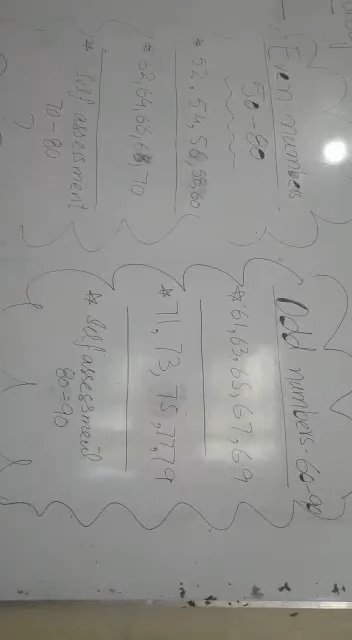 Even numbers
50-80
* 52, 54, 56, 58, 60
* 62, 64, 66, 68, 70
* Self assessment
70-80
?
Odd numbers-60-90
* 61, 63, 65, 67, 69
* 71, 73, 75, 77, 79
* Self assessment
80-90